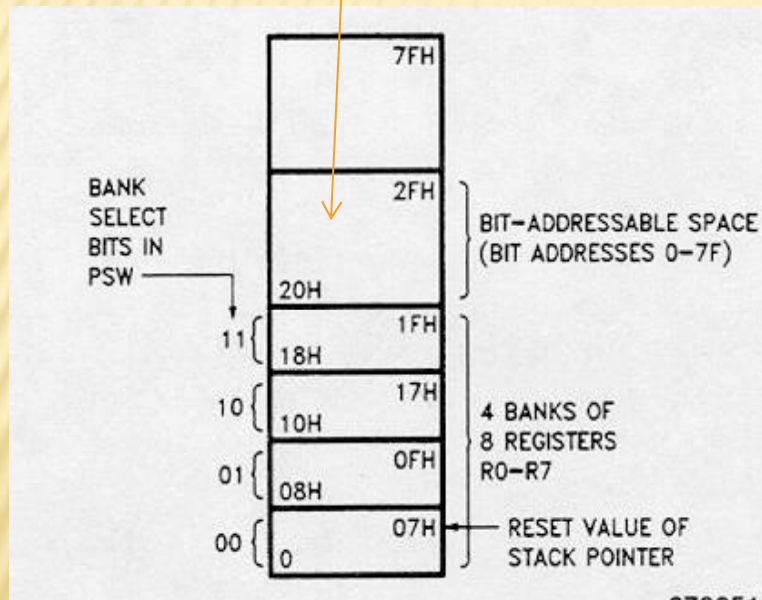 7FH
BANK
SELECT
BITS IN
PSW
2FH
BIT-ADDRESSABLE SPACE
(BIT ADDRESSES 0-7F)
20H
11
1FH
18H
10
17H
10H
4 BANKS OF
8 REGISTERS
R0-R7
01
0FH
08H
00
07H
0
RESET VALUE OF
STACK POINTER